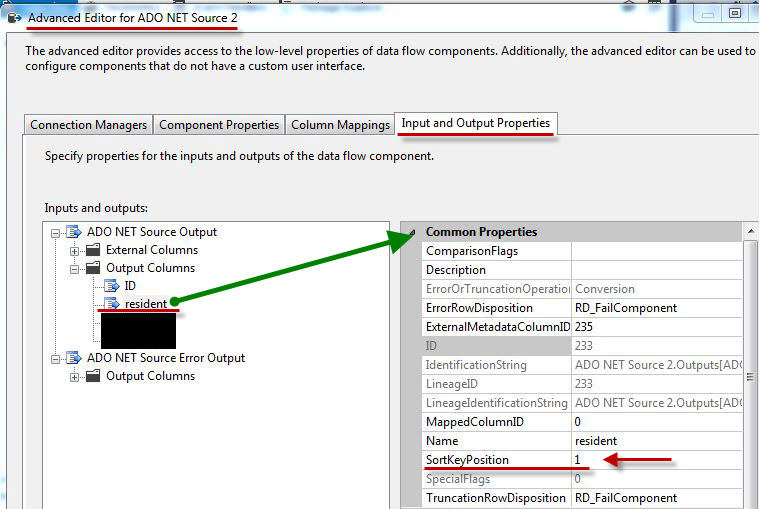 Advanced Editor for ADO NET Source 2
The advanced editor provides access to the low-level properties of data flow components. Additionally, the advanced editor can be used to
configure components that do not have a custom user interface.
Connection Managers
Component Properties
Column Mappings
Input and Output Properties
Specify properties for the inputs and outputs of the data flow component.
Inputs and outputs:
ADO NET Source Output
External Columns
Output Columns
ID
resident
ADO NET Source Error Output
Output Columns
Common Properties
ComparisonFlags
Description
ErrorOrTruncationOperation Conversion
ErrorRowDisposition RD_FailComponent
ExternalMetadataColumnID 235
ID 233
IdentificationString ADO NET Source 2.Outputs[ADO
LineageID 233
LineageIdentificationString ADO NET Source 2.Outputs[ADO
MappedColumnID 0
Name resident
SortKeyPosition 1
SpecialFlags 0
TruncationRowDisposition RD_FailComponent